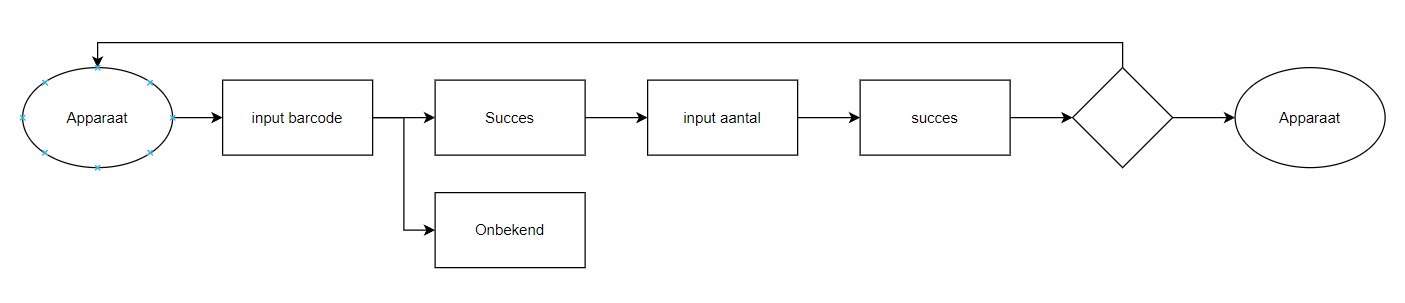 Apparaat
input barcode
Succes
input aantal
succes
Apparaat
Onbekend